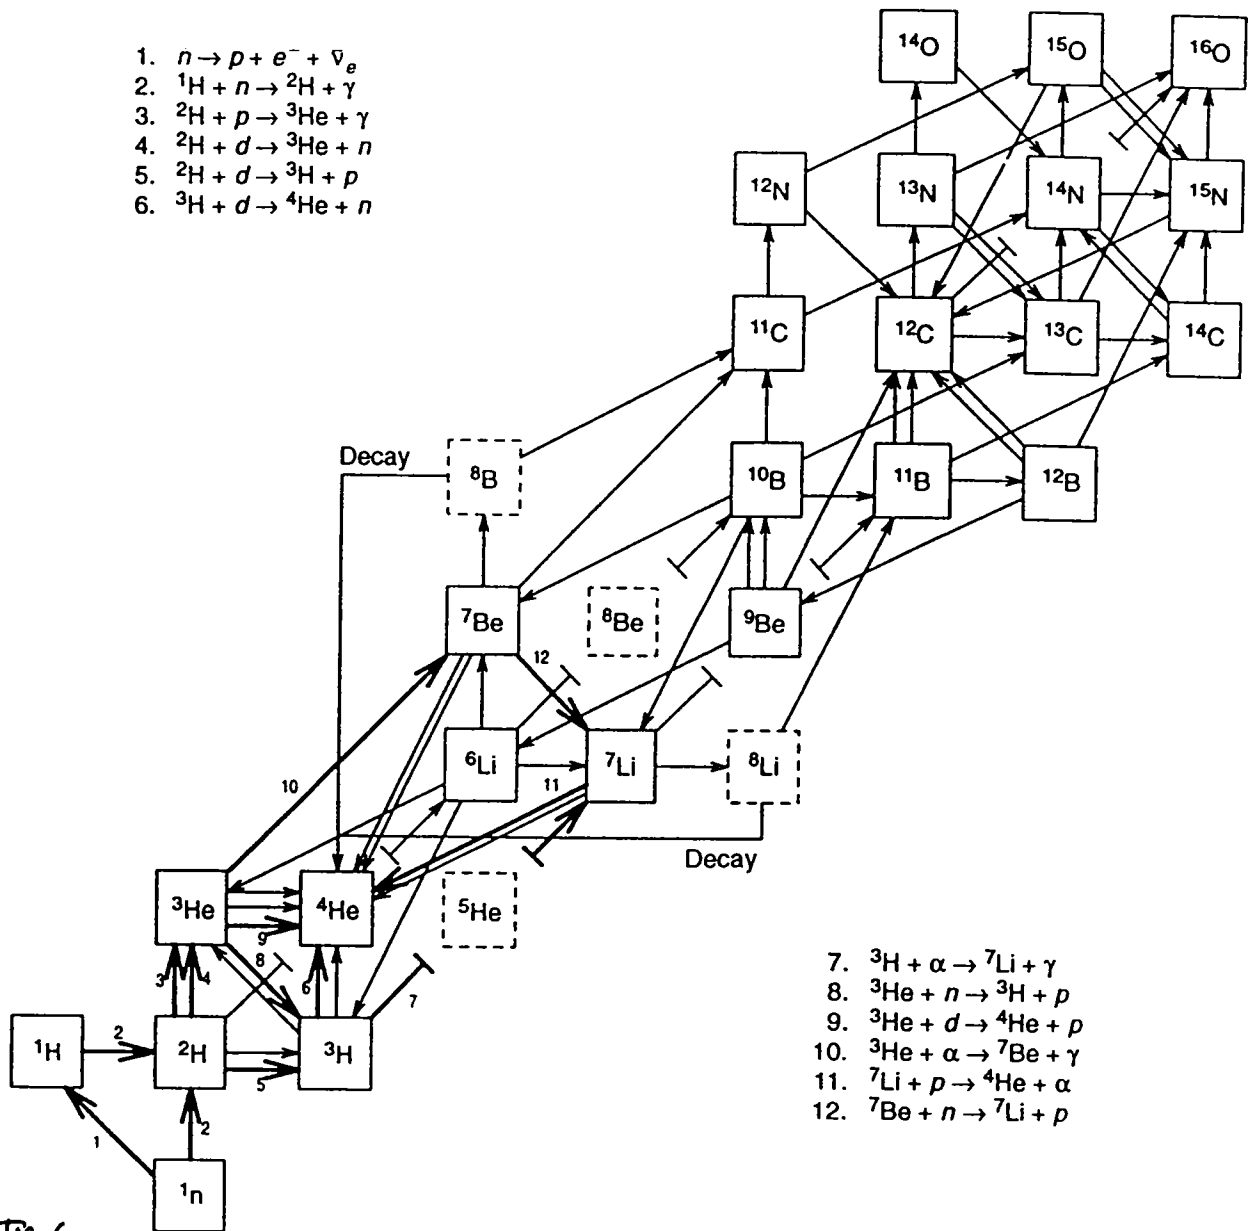 1. n → p + e⁻ + ν̄ₑ
2. ¹H + n → ²H + γ
3. ²H + p → ³He + γ
4. ²H + d → ³He + n
5. ²H + d → ³H + p
6. ³H + d → ⁴He + n
¹⁴O ¹⁵O ¹⁶O
¹²N ¹³N ¹⁴N ¹⁵N
¹¹C ¹²C ¹³C ¹⁴C
Decay
⁸B ¹⁰B ¹¹B ¹²B
⁷Be ⁸Be ⁹Be
12
⁶Li ⁷Li ⁸Li
10 11
Decay
³He ⁴He ⁵He
9
8
3 4 6 7
¹H 2 ²H ³H
5
1 2
¹n
7. ³H + α → ⁷Li + γ
8. ³He + n → ³H + p
9. ³He + d → ⁴He + p
10. ³He + α → ⁷Be + γ
11. ⁷Li + p → ⁴He + α
12. ⁷Be + n → ⁷Li + p